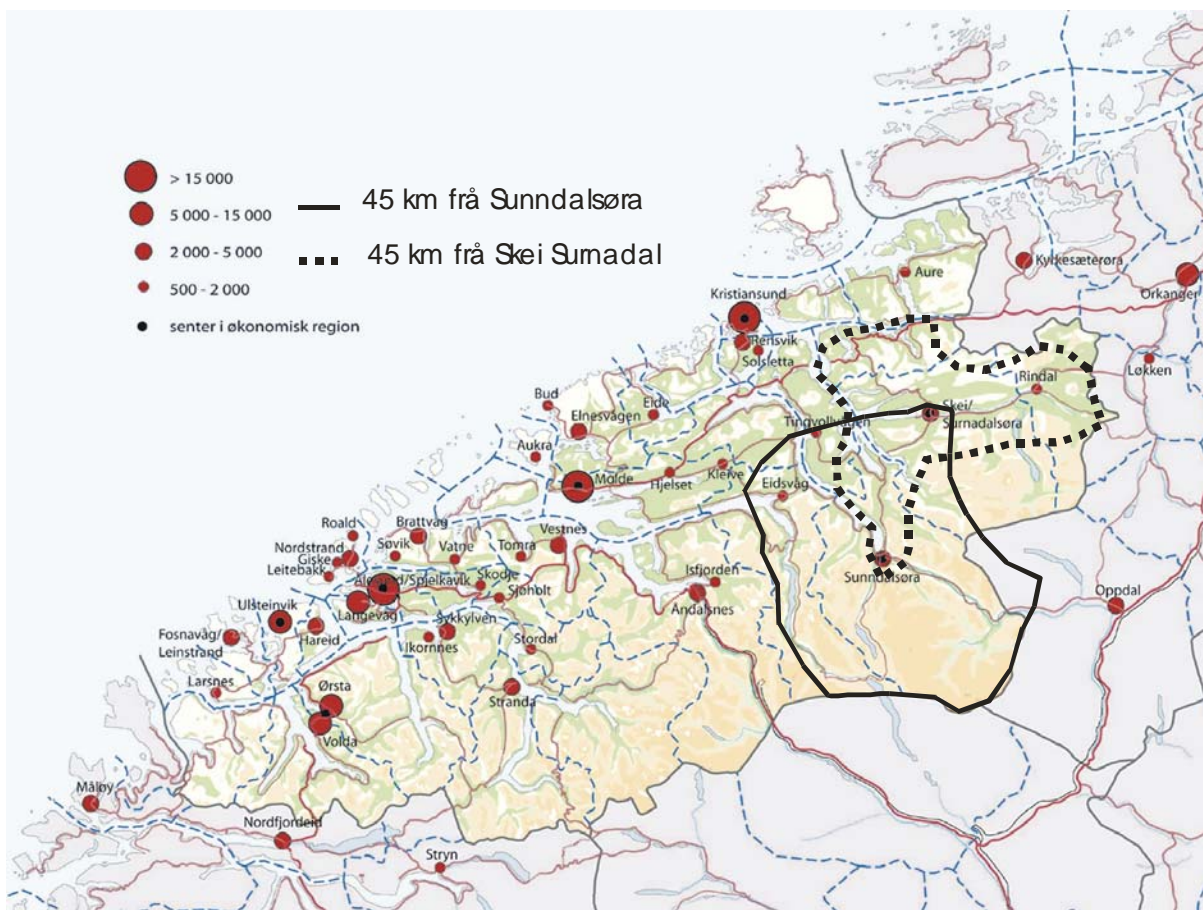 > 15 000
5 000 - 15 000
2 000 - 5 000
500 - 2 000
senter i økonomisk region
45 km frå Sunndalsøra
45 km frå Skei Surnadal
Kyrkesæterøra
Aure
Orkanger
Kristiansund
Rensvik
Solsletta
Løkken
Rindal
Bud
Eide
Skei/
Surnadalsøra
Elnesvågen
Tingvollvågen
Aukra
Molde
Hjelset
Kleive
Eidsvåg
Roald
Brattvåg
Vestnes
Nordstrand
Søvik
Vatne
Tomra
Giske
Leitebakk
Ålesund/Spjelkavik
Skodje
Sjøholt
Isfjorden
Åndalsnes
Sunndalsøra
Oppdal
Ulsteinvik
Langevåg
Hareid
Sykkylven
Ikornnes
Stordal
Fosnavåg/
Leinstrand
Larsnes
Ørsta
Volda
Stranda
Måløy
Nordfjordeid
Stryn